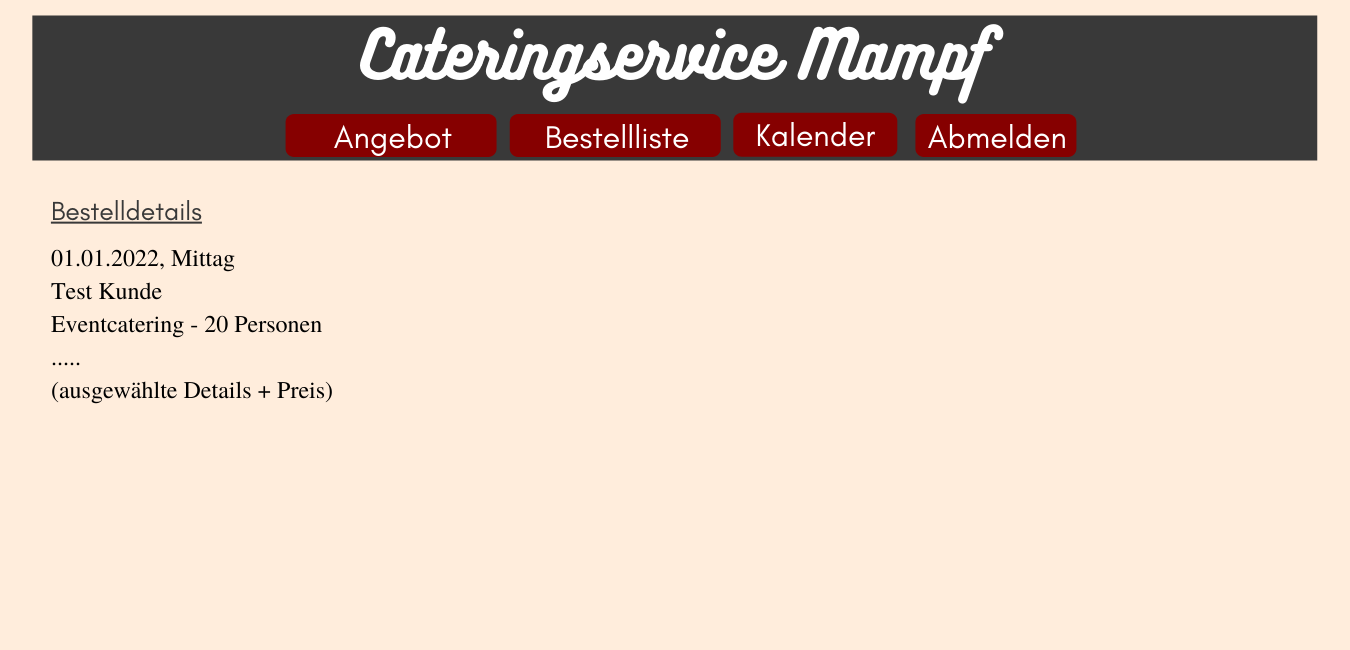 Cateringservice Mampf
Angebot Bestellliste Kalender Abmelden
Bestelldetails
01.01.2022, Mittag
Test Kunde
Eventcatering - 20 Personen
.....
(ausgewählte Details + Preis)